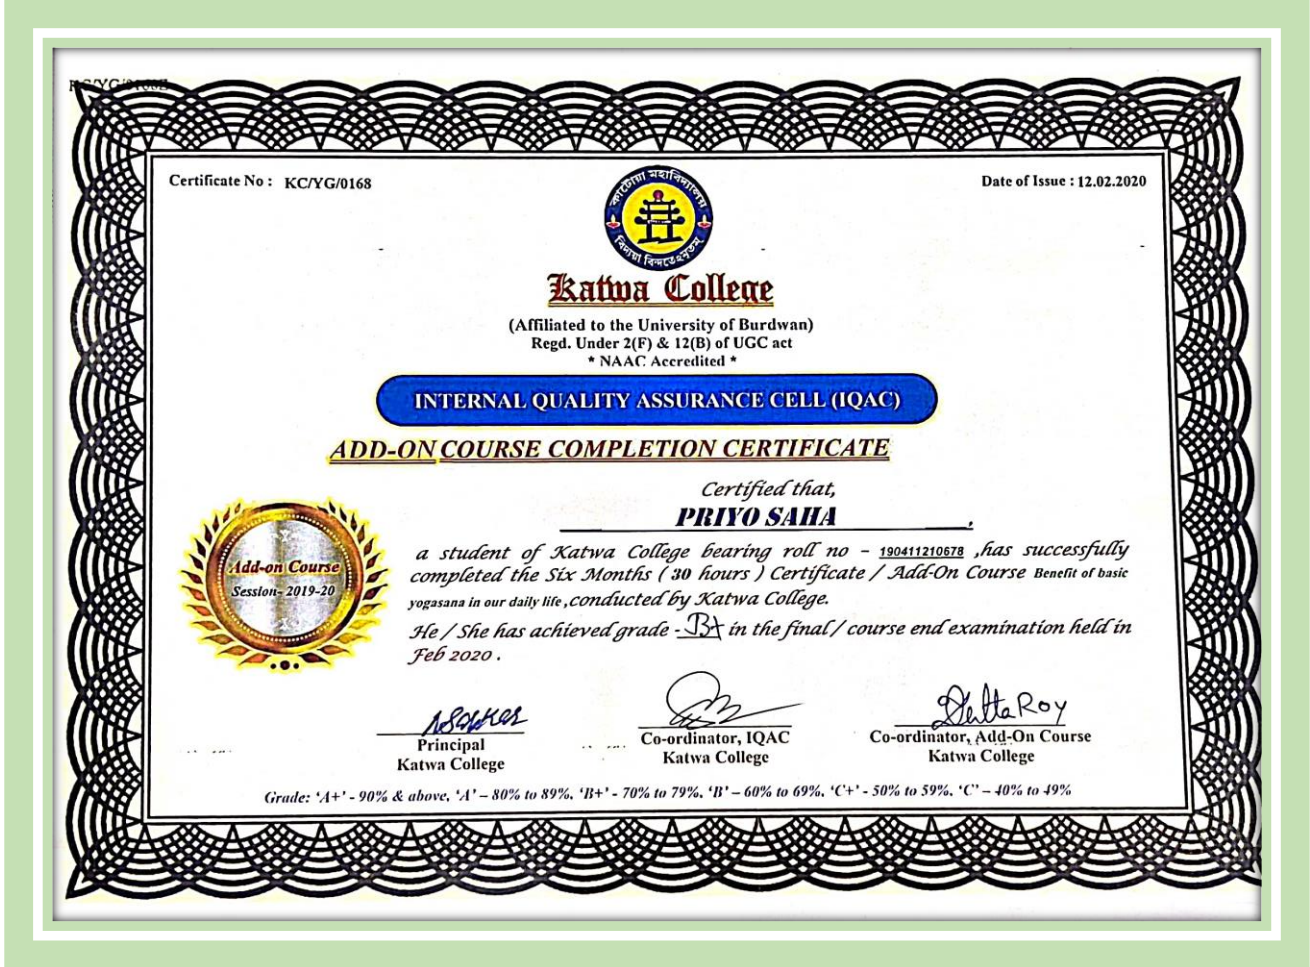 Certificate No : KC/YG/0168
Date of Issue : 12.02.2020
কাটোয়া মহাবিদ্যালয়
Katwa College
(Affiliated to the University of Burdwan)
Regd. Under 2(F) & 12(B) of UGC act
* NAAC Accredited *
INTERNAL QUALITY ASSURANCE CELL (IQAC)
ADD-ON COURSE COMPLETION CERTIFICATE
Certified that,
PRIYO SAHA ,
a student of Katwa College bearing roll no – 190411210678 ,has successfully
completed the Six Months ( 30 hours ) Certificate / Add-On Course Benefit of basic
yogasana in our daily life, conducted by Katwa College.
He / She has achieved grade - B+ in the final / course end examination held in
Feb 2020 .
Add-on Course
Session- 2019-20
Principal
Katwa College
Co-ordinator, IQAC
Katwa College
Co-ordinator, Add-On Course
Katwa College
Grade: ‘A+’ - 90% & above, ‘A’ – 80% to 89%, ‘B+’ - 70% to 79%, ‘B’ – 60% to 69%, ‘C+’ - 50% to 59%, ‘C’ – 40% to 49%